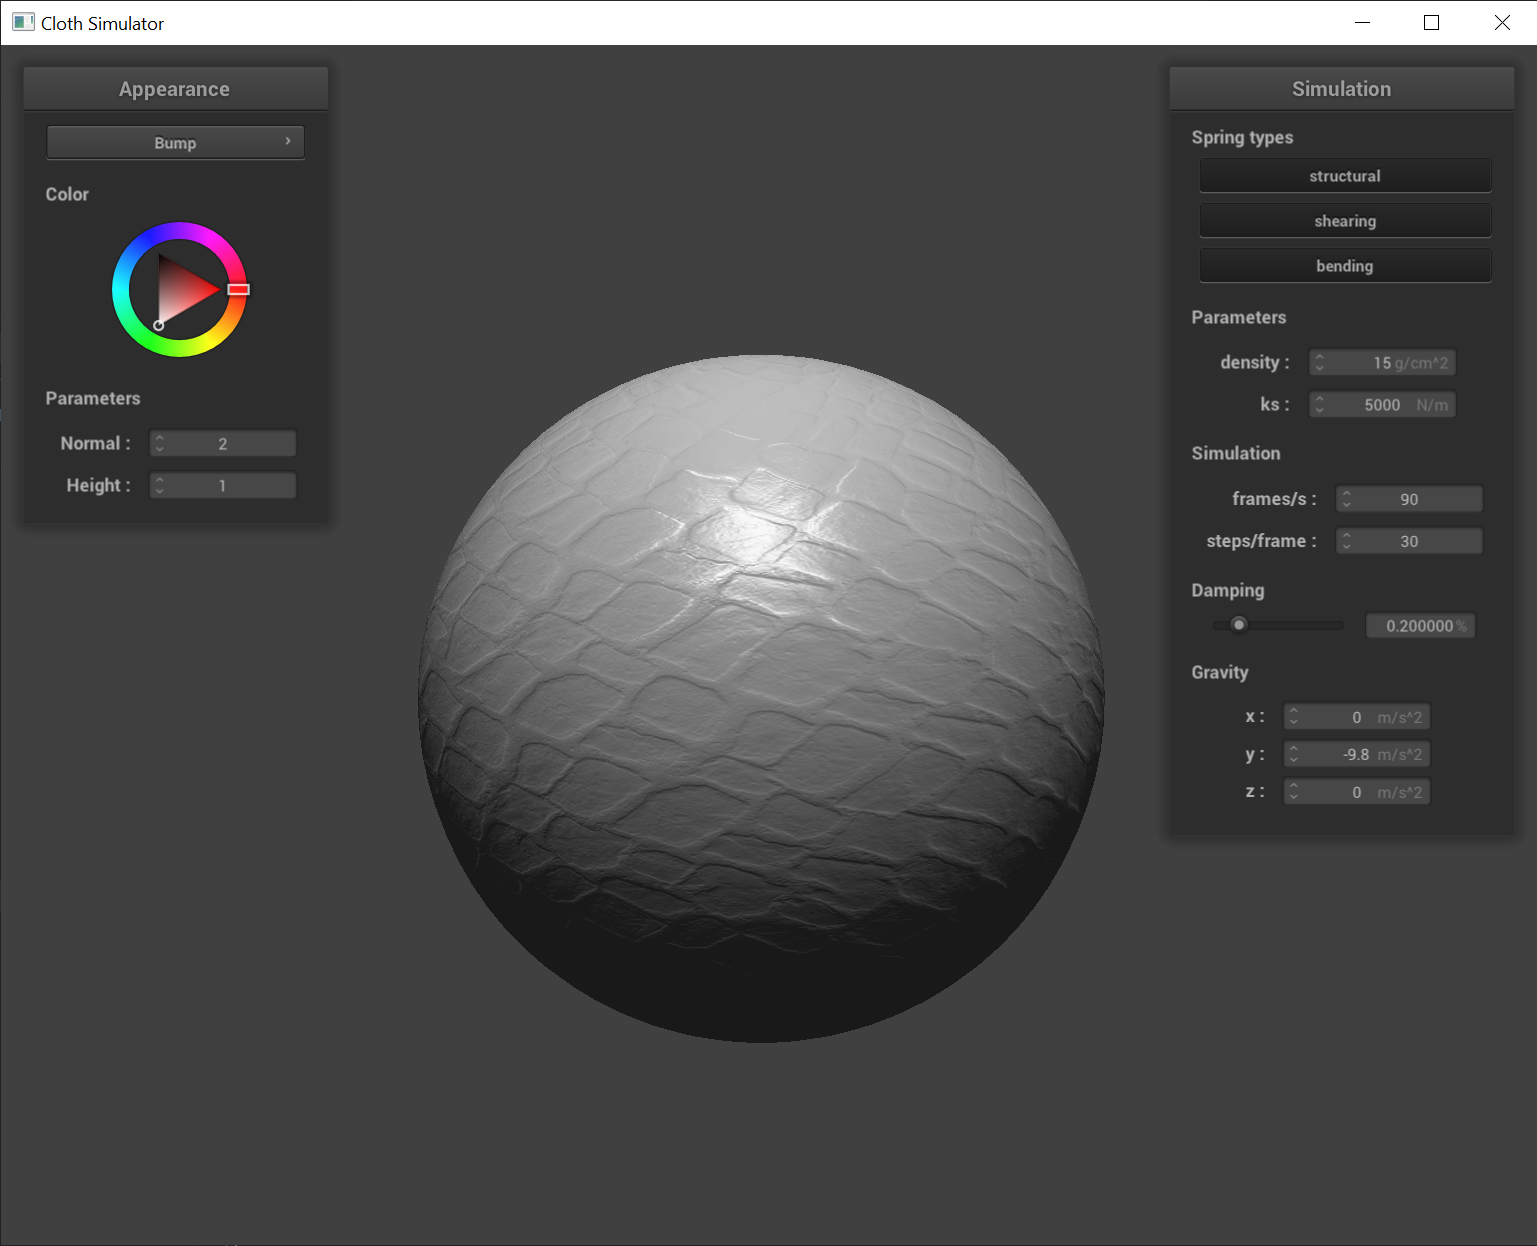 Cloth Simulator
Appearance
Bump
Color
Parameters
Normal : 2
Height : 1
Simulation
Spring types
structural
shearing
bending
Parameters
density : 15 g/cm^2
ks : 5000 N/m
Simulation
frames/s : 90
steps/frame : 30
Damping
0.200000 %
Gravity
x : 0 m/s^2
y : -9.8 m/s^2
z : 0 m/s^2